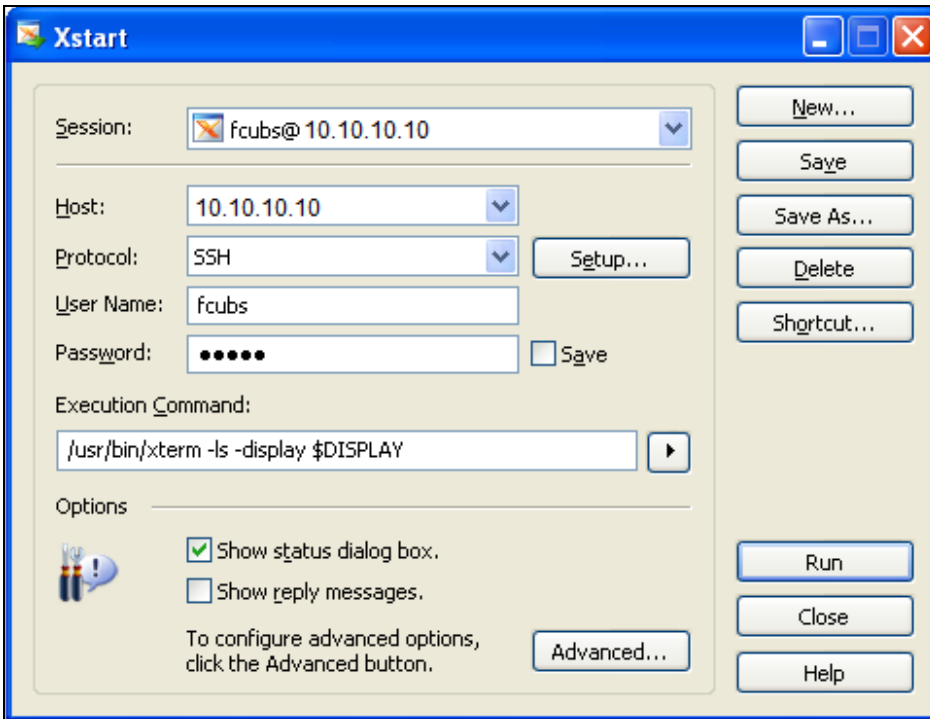 Xstart
Session: fcubs@ 10.10.10.10
New...
Save
Host: 10.10.10.10
Save As...
Protocol: SSH Setup...
Delete
User Name: fcubs
Shortcut...
Password: ●●●●● Save
Execution Command:
/usr/bin/xterm -ls -display $DISPLAY
Options
Show status dialog box.
Run
Show reply messages.
Close
To configure advanced options,
click the Advanced button.
Advanced...
Help